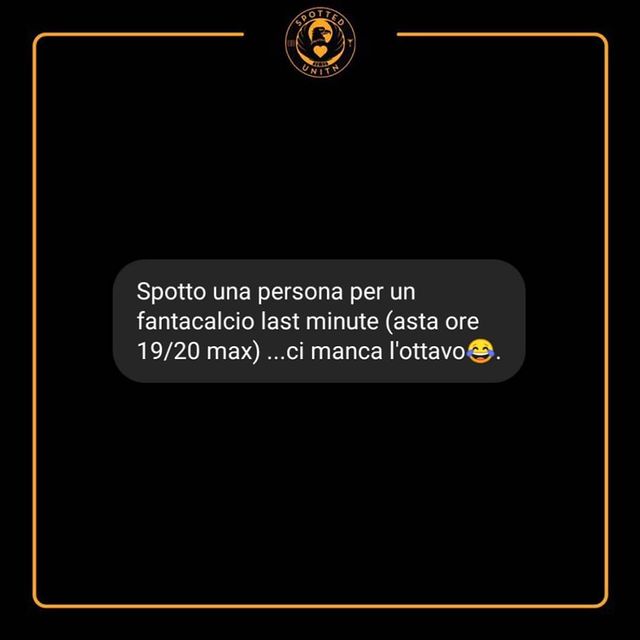 SPOTTED
UNITN
Spotto una persona per un
fantacalcio last minute (asta ore
19/20 max) ...ci manca l'ottavo😂.